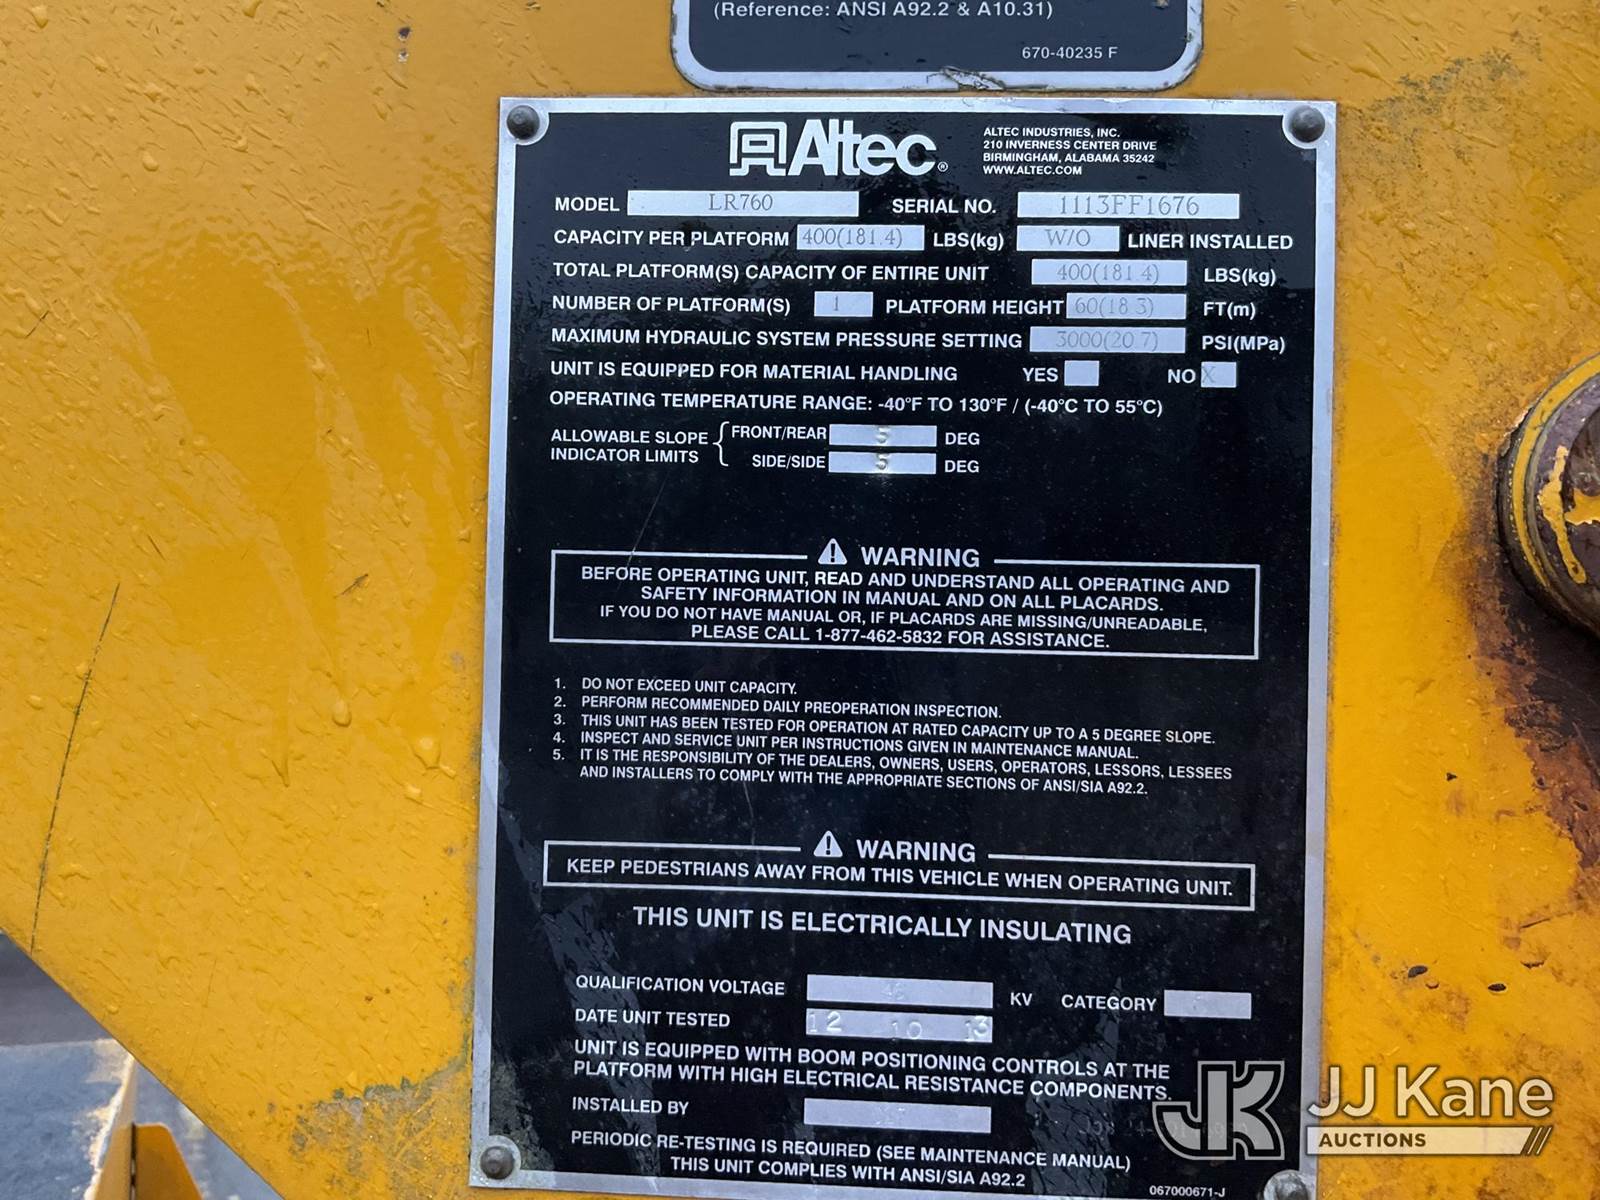 (Reference: ANSI A92.2 & A10.31)
670-40235 F
Altec®
ALTEC INDUSTRIES, INC.
210 INVERNESS CENTER DRIVE
BIRMINGHAM, ALABAMA 35242
WWW.ALTEC.COM
MODEL LR760 SERIAL NO. 1113FF1676
CAPACITY PER PLATFORM 400(181.4) LBS(kg) W/O LINER INSTALLED
TOTAL PLATFORM(S) CAPACITY OF ENTIRE UNIT 400(181.4) LBS(kg)
NUMBER OF PLATFORM(S) 1 PLATFORM HEIGHT 60(18.3) FT(m)
MAXIMUM HYDRAULIC SYSTEM PRESSURE SETTING 3000(20.7) PSI(MPa)
UNIT IS EQUIPPED FOR MATERIAL HANDLING YES NO X
OPERATING TEMPERATURE RANGE: -40°F TO 130°F / (-40°C TO 55°C)
ALLOWABLE SLOPE INDICATOR LIMITS
FRONT/REAR 5 DEG
SIDE/SIDE 5 DEG
WARNING
BEFORE OPERATING UNIT, READ AND UNDERSTAND ALL OPERATING AND
SAFETY INFORMATION IN MANUAL AND ON ALL PLACARDS.
IF YOU DO NOT HAVE MANUAL OR, IF PLACARDS ARE MISSING/UNREADABLE,
PLEASE CALL 1-877-462-5832 FOR ASSISTANCE.
1. DO NOT EXCEED UNIT CAPACITY.
2. PERFORM RECOMMENDED DAILY PREOPERATION INSPECTION.
3. THIS UNIT HAS BEEN TESTED FOR OPERATION AT RATED CAPACITY UP TO A 5 DEGREE SLOPE.
4. INSPECT AND SERVICE UNIT PER INSTRUCTIONS GIVEN IN MAINTENANCE MANUAL.
5. IT IS THE RESPONSIBILITY OF THE DEALERS, OWNERS, USERS, OPERATORS, LESSORS, LESSEES
AND INSTALLERS TO COMPLY WITH THE APPROPRIATE SECTIONS OF ANSI/SIA A92.2.
WARNING
KEEP PEDESTRIANS AWAY FROM THIS VEHICLE WHEN OPERATING UNIT.
THIS UNIT IS ELECTRICALLY INSULATING
QUALIFICATION VOLTAGE KV CATEGORY
DATE UNIT TESTED 12 10 13
UNIT IS EQUIPPED WITH BOOM POSITIONING CONTROLS AT THE
PLATFORM WITH HIGH ELECTRICAL RESISTANCE COMPONENTS.
INSTALLED BY
PERIODIC RE-TESTING IS REQUIRED (SEE MAINTENANCE MANUAL)
THIS UNIT COMPLIES WITH ANSI/SIA A92.2
067000671-J
JK JJ Kane
AUCTIONS